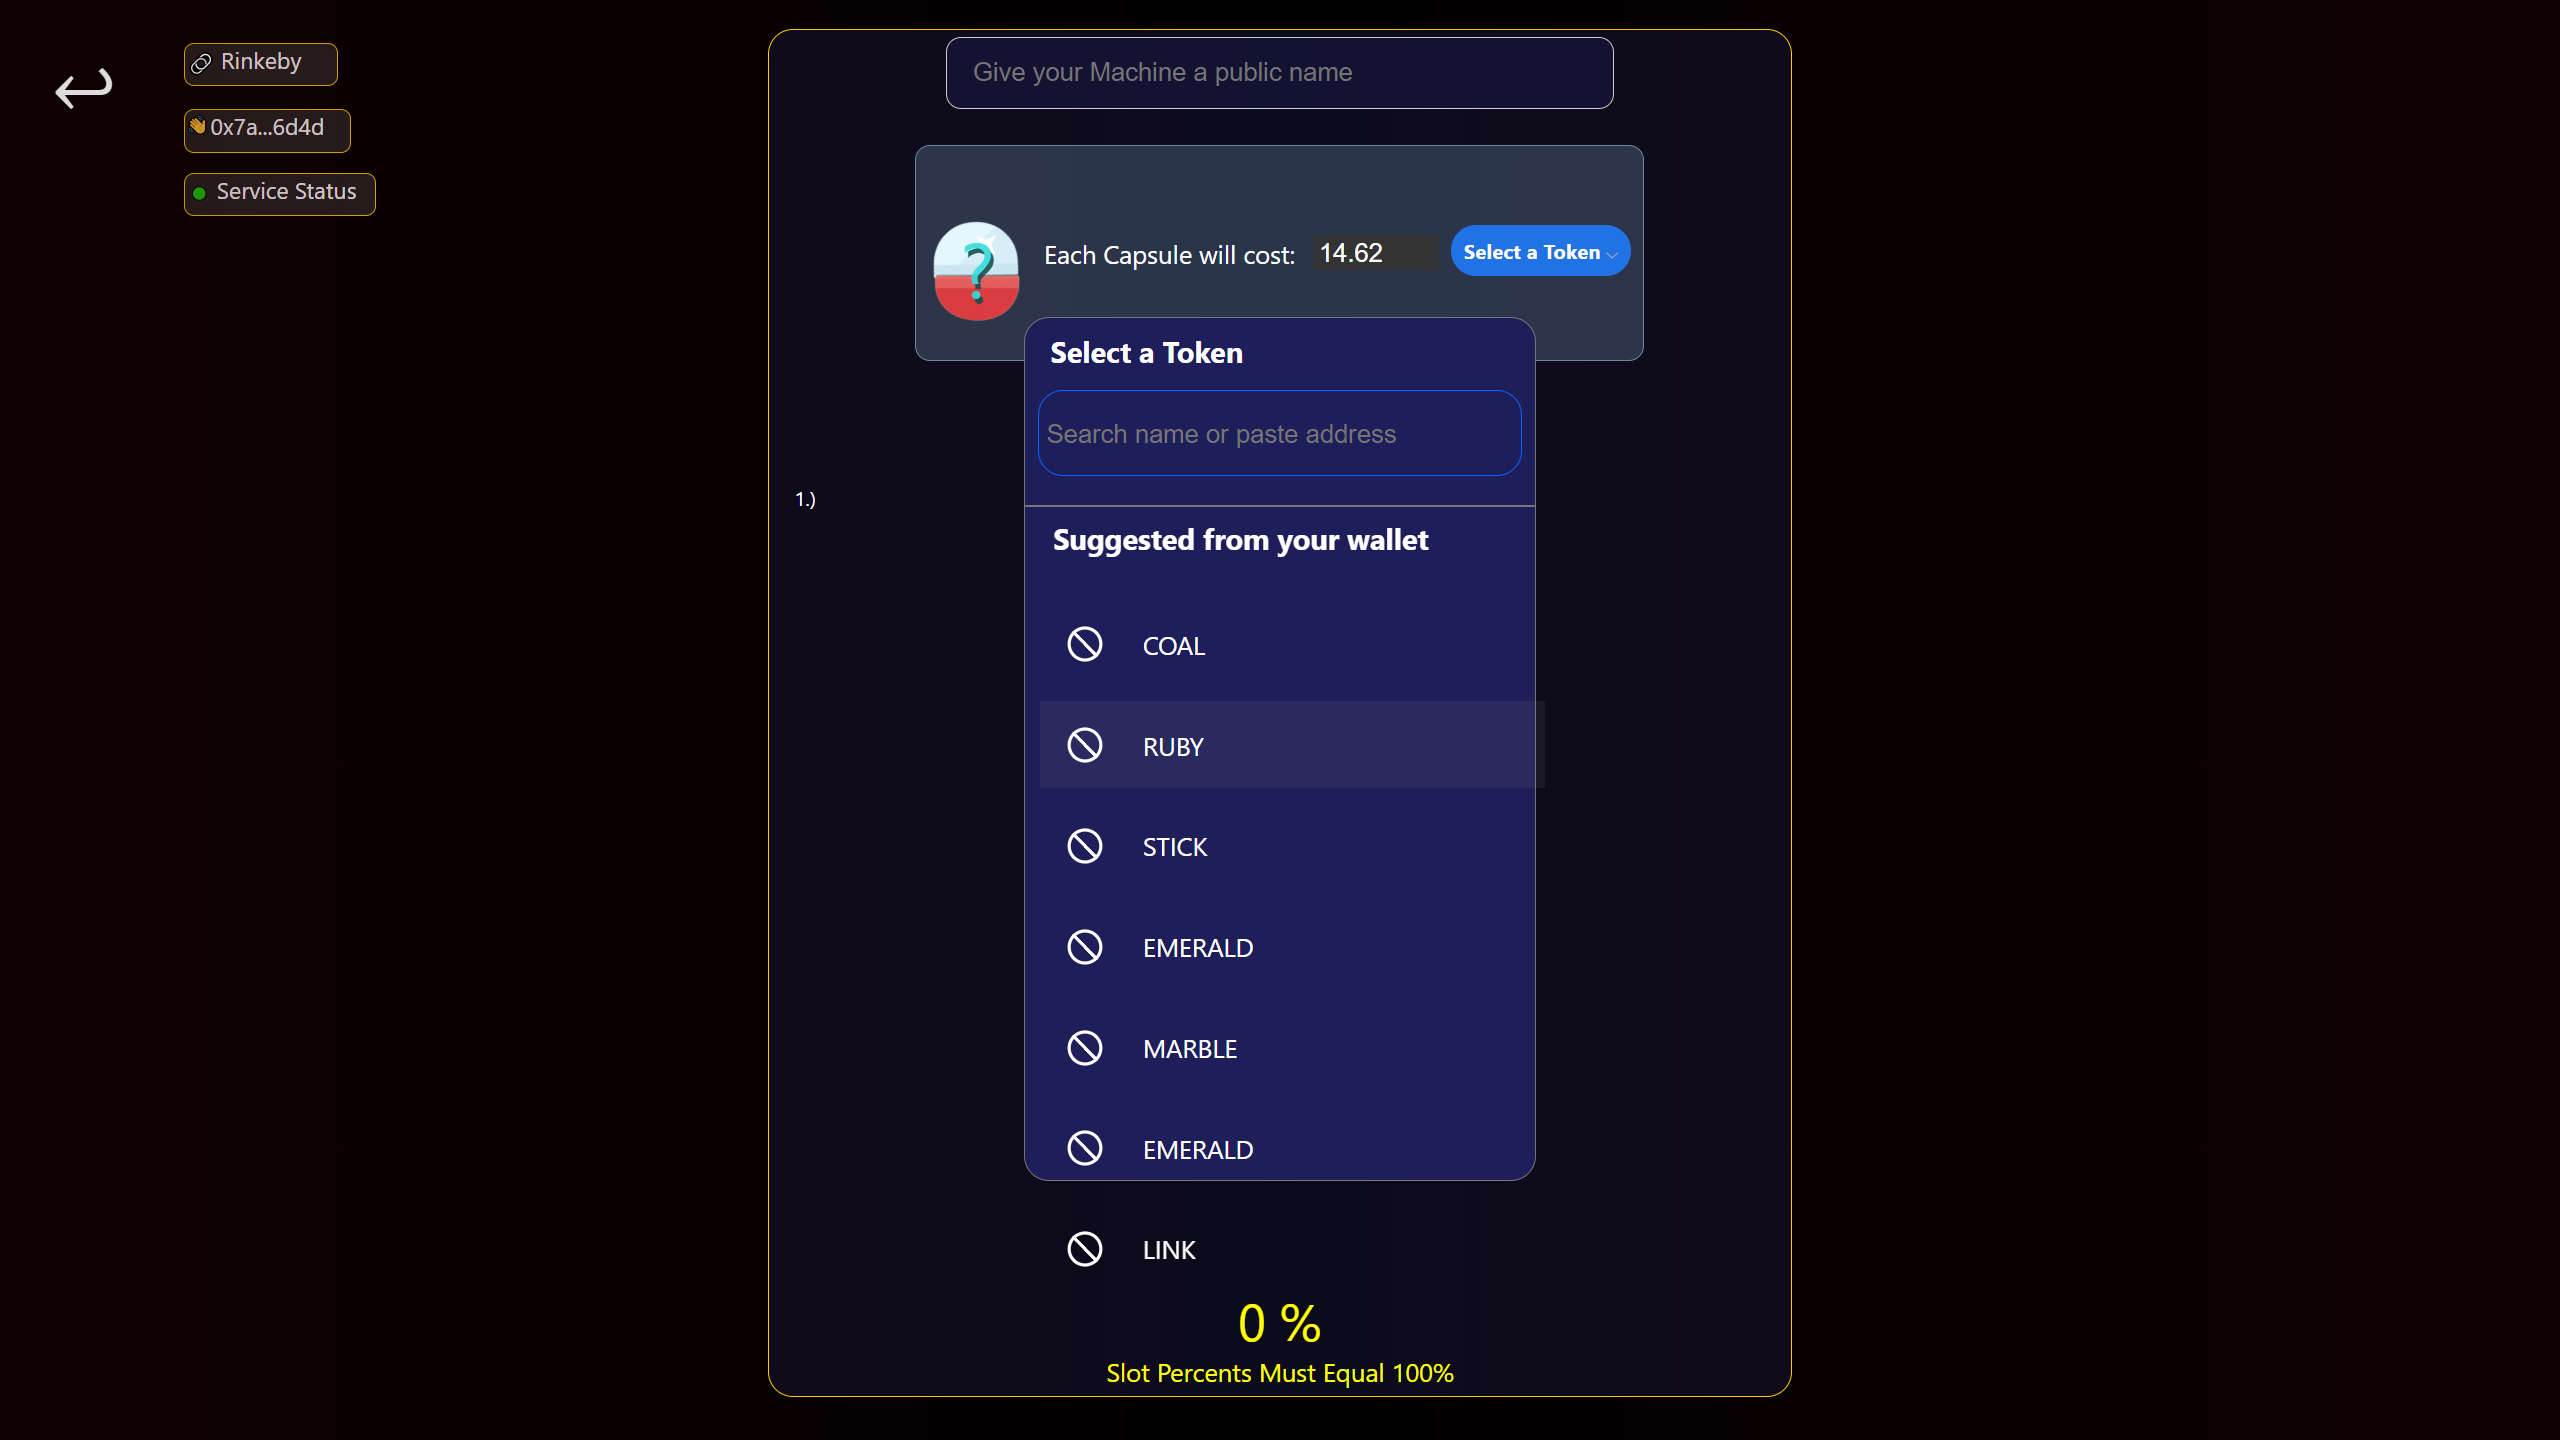 Rinkeby
0x7a...6d4d
Service Status
Give your Machine a public name
Each Capsule will cost: 14.62 Select a Token
Select a Token
Search name or paste address
1.)
Suggested from your wallet
COAL
RUBY
STICK
EMERALD
MARBLE
EMERALD
LINK
0 %
Slot Percents Must Equal 100%